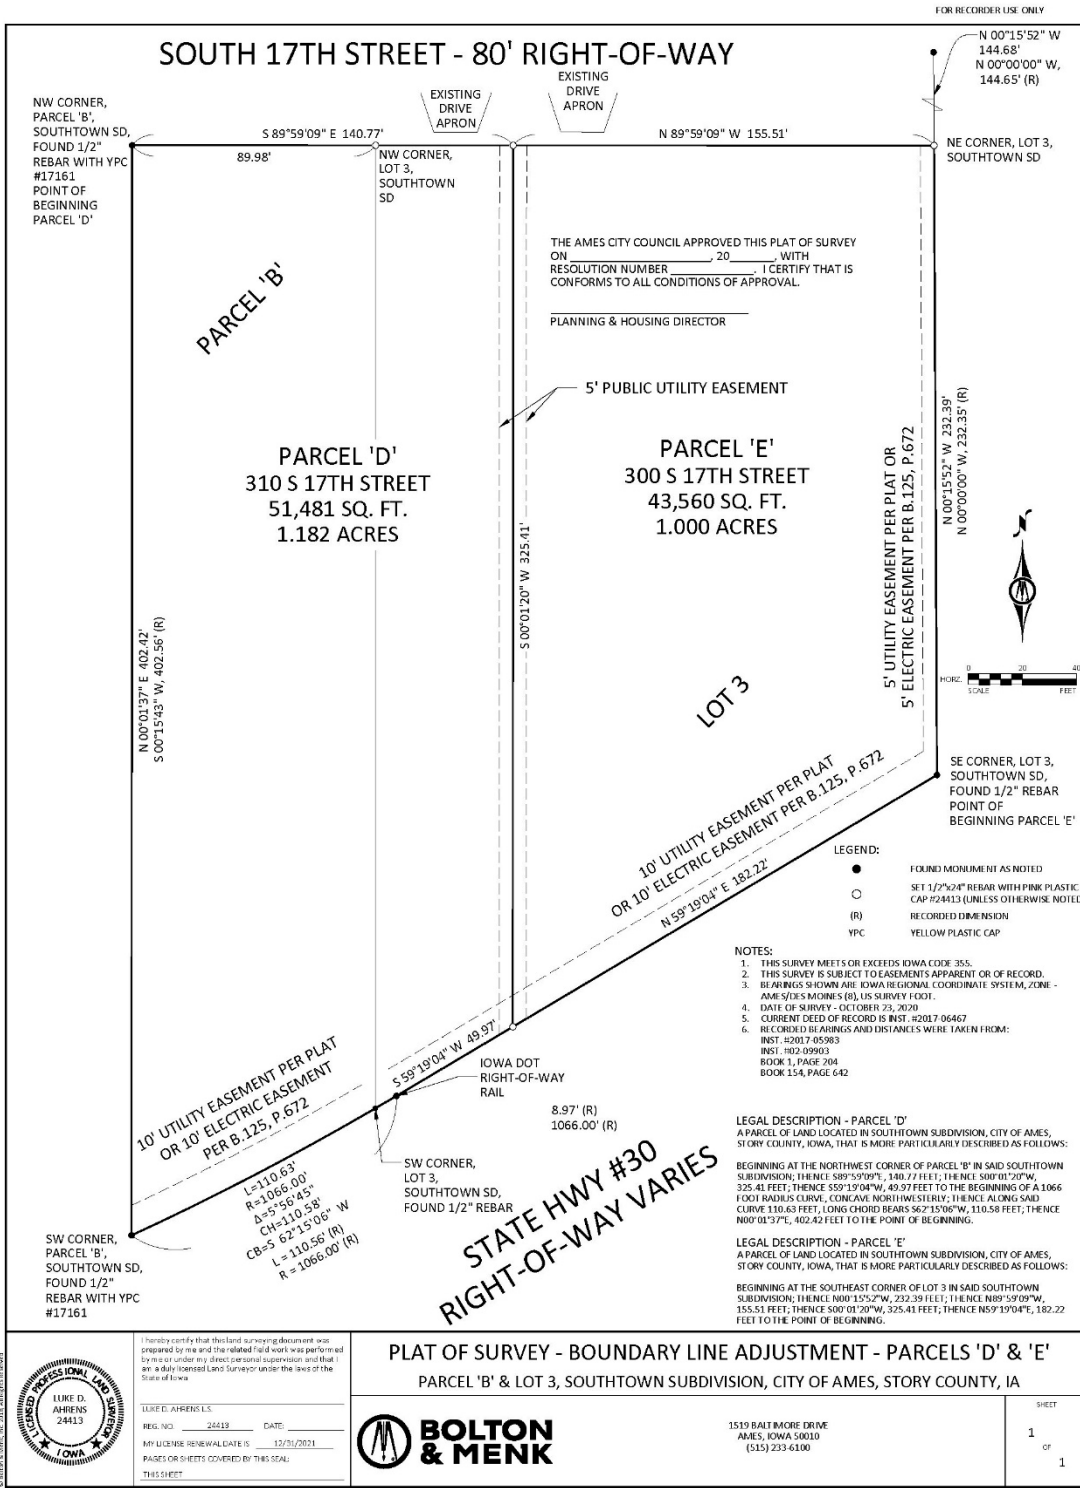 FOR RECORDER USE ONLY
SOUTH 17TH STREET - 80' RIGHT-OF-WAY
N 00°15'52" W
144.68'
N 00°00'00" W,
144.65' (R)
NW CORNER,
PARCEL 'B',
SOUTHTOWN SD,
FOUND 1/2"
REBAR WITH YPC
#17161
POINT OF
BEGINNING
PARCEL 'D'
EXISTING
DRIVE
APRON
EXISTING
DRIVE
APRON
S 89°59'09" E 140.77'
89.98'
N 89°59'09" W 155.51'
NW CORNER,
LOT 3,
SOUTHTOWN
SD
NE CORNER, LOT 3,
SOUTHTOWN SD
THE AMES CITY COUNCIL APPROVED THIS PLAT OF SURVEY
ON ____________________, 20______, WITH
RESOLUTION NUMBER ____________. I CERTIFY THAT IS
CONFORMS TO ALL CONDITIONS OF APPROVAL.
PLANNING & HOUSING DIRECTOR
PARCEL 'B'
5' PUBLIC UTILITY EASEMENT
PARCEL 'D'
310 S 17TH STREET
51,481 SQ. FT.
1.182 ACRES
PARCEL 'E'
300 S 17TH STREET
43,560 SQ. FT.
1.000 ACRES
S 00°01'20" W 325.41'
5' UTILITY EASEMENT PER PLAT OR
5' ELECTRIC EASEMENT PER B.125, P.672
N 00°15'52" W 232.39'
N 00°00'00" W, 232.35' (R)
N
HORZ.
0 20 40
SCALE FEET
N 00°01'37" E 402.42'
S 00°15'43" W, 402.56' (R)
LOT 3
SE CORNER, LOT 3,
SOUTHTOWN SD,
FOUND 1/2" REBAR
POINT OF
BEGINNING PARCEL 'E'
10' UTILITY EASEMENT PER PLAT
OR 10' ELECTRIC EASEMENT PER B.125, P.672
N 59°19'04" E 182.22'
LEGEND:
FOUND MONUMENT AS NOTED
SET 1/2"x24" REBAR WITH PINK PLASTIC
CAP #24413 (UNLESS OTHERWISE NOTED
(R) RECORDED DIMENSION
YPC YELLOW PLASTIC CAP
NOTES:
1. THIS SURVEY MEETS OR EXCEEDS IOWA CODE 355.
2. THIS SURVEY IS SUBJECT TO EASEMENTS APPARENT OR OF RECORD.
3. BEARINGS SHOWN ARE IOWA REGIONAL COORDINATE SYSTEM, ZONE -
AMES/DES MOINES (8), US SURVEY FOOT.
4. DATE OF SURVEY - OCTOBER 23, 2020
5. CURRENT DEED OF RECORD IS INST. #2017-06467
6. RECORDED BEARINGS AND DISTANCES WERE TAKEN FROM:
INST. #2017-05983
INST. #02-09903
BOOK 1, PAGE 204
BOOK 154, PAGE 642
S 59°19'04" W 49.97'
IOWA DOT
RIGHT-OF-WAY
RAIL
8.97' (R)
1066.00' (R)
10' UTILITY EASEMENT PER PLAT
OR 10' ELECTRIC EASEMENT
PER B.125, P.672
L=110.63'
R=1066.00'
Δ=5°56'45"
CH=110.58'
CB=S 62°15'06" W
L = 110.56' (R)
R = 1066.00' (R)
SW CORNER,
LOT 3,
SOUTHTOWN SD,
FOUND 1/2" REBAR
STATE HWY #30
RIGHT-OF-WAY VARIES
SW CORNER,
PARCEL 'B',
SOUTHTOWN SD,
FOUND 1/2"
REBAR WITH YPC
#17161
LEGAL DESCRIPTION - PARCEL 'D'
A PARCEL OF LAND LOCATED IN SOUTHTOWN SUBDIVISION, CITY OF AMES,
STORY COUNTY, IOWA, THAT IS MORE PARTICULARLY DESCRIBED AS FOLLOWS:
BEGINNING AT THE NORTHWEST CORNER OF PARCEL 'B' IN SAID SOUTHTOWN
SUBDIVISION; THENCE S89°59'09"E, 140.77 FEET; THENCE S00°01'20"W,
325.41 FEET; THENCE S59°19'04"W, 49.97 FEET TO THE BEGINNING OF A 1066
FOOT RADIUS CURVE, CONCAVE NORTHWESTERLY; THENCE ALONG SAID
CURVE 110.63 FEET, LONG CHORD BEARS S62°15'06"W, 110.58 FEET; THENCE
N00°01'37"E, 402.42 FEET TO THE POINT OF BEGINNING.
LEGAL DESCRIPTION - PARCEL 'E'
A PARCEL OF LAND LOCATED IN SOUTHTOWN SUBDIVISION, CITY OF AMES,
STORY COUNTY, IOWA, THAT IS MORE PARTICULARLY DESCRIBED AS FOLLOWS:
BEGINNING AT THE SOUTHEAST CORNER OF LOT 3 IN SAID SOUTHTOWN
SUBDIVISION; THENCE N00°15'52"W, 232.39 FEET; THENCE N89°59'09"W,
155.51 FEET; THENCE S00°01'20"W, 325.41 FEET; THENCE N59°19'04"E, 182.22
FEET TO THE POINT OF BEGINNING.
LICENSED PROFESSIONAL LAND SURVEYOR
LUKE D.
AHRENS
24413
IOWA
I hereby certify that this land surveying document was
prepared by me and the related field work was performed
by me or under my direct personal supervision and that I
am a duly licensed Land Surveyor under the laws of the
State of Iowa
LUKE D. AHRENS L.S.
REG. NO. 24413 DATE:
MY LICENSE RENEWAL DATE IS 12/31/2021
PAGES OR SHEETS COVERED BY THIS SEAL:
THIS SHEET
PLAT OF SURVEY - BOUNDARY LINE ADJUSTMENT - PARCELS 'D' & 'E'
PARCEL 'B' & LOT 3, SOUTHTOWN SUBDIVISION, CITY OF AMES, STORY COUNTY, IA
BOLTON
& MENK
1519 BALTIMORE DRIVE
AMES, IOWA 50010
(515) 233-6100
SHEET
1
OF
1